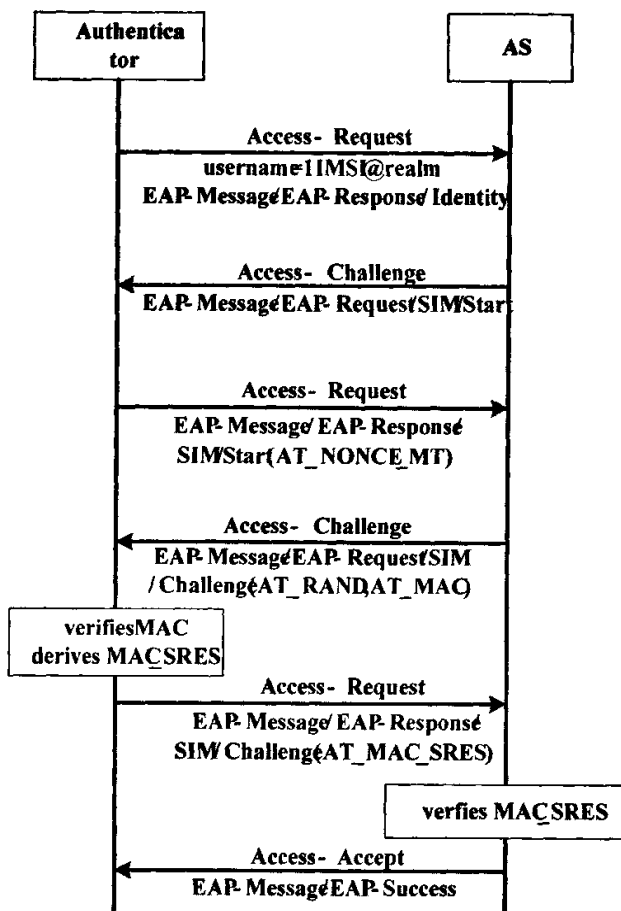 Authentica
tor
AS
Access- Request
username=1IMSI@realm
EAP-Message/EAP-Response/Identity
Access- Challenge
EAP-Message/EAP-Request/SIM/Start
Access- Request
EAP-Message/ EAP-Response/
SIM/Start(AT_NONCE_MT)
Access- Challenge
EAP-Message/EAP-Request/SIM
/Challenge(AT_RAND,AT_MAC)
verifiesMAC
derives MAC_SRES
Access- Request
EAP-Message/ EAP-Response/
SIM/Challenge(AT_MAC_SRES)
verfies MAC_SRES
Access- Accept
EAP-Message/EAP-Success